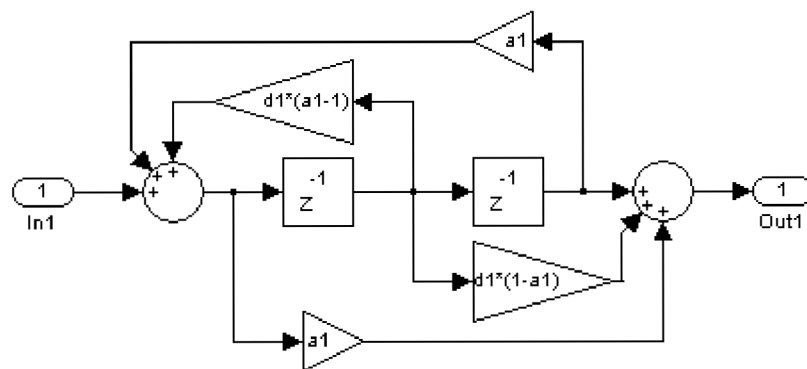 a1
d1*(a1-1)
+
+
1
+
-1
Z
-1
Z
+
+
+
1
In1
Out1
d1*(1-a1)
a1